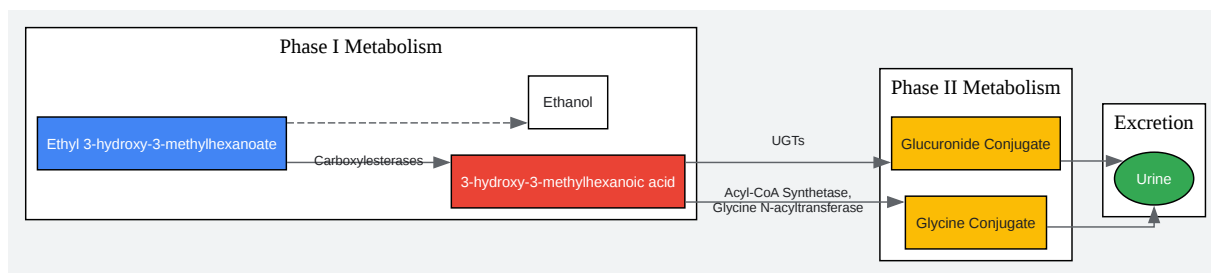 Phase I Metabolism
Ethanol
Ethyl 3-hydroxy-3-methylhexanoate
Carboxylesterases
3-hydroxy-3-methylhexanoic acid
UGTs
Acyl-CoA Synthetase,
Glycine N-acyltransferase
Phase II Metabolism
Glucuronide Conjugate
Glycine Conjugate
Excretion
Urine